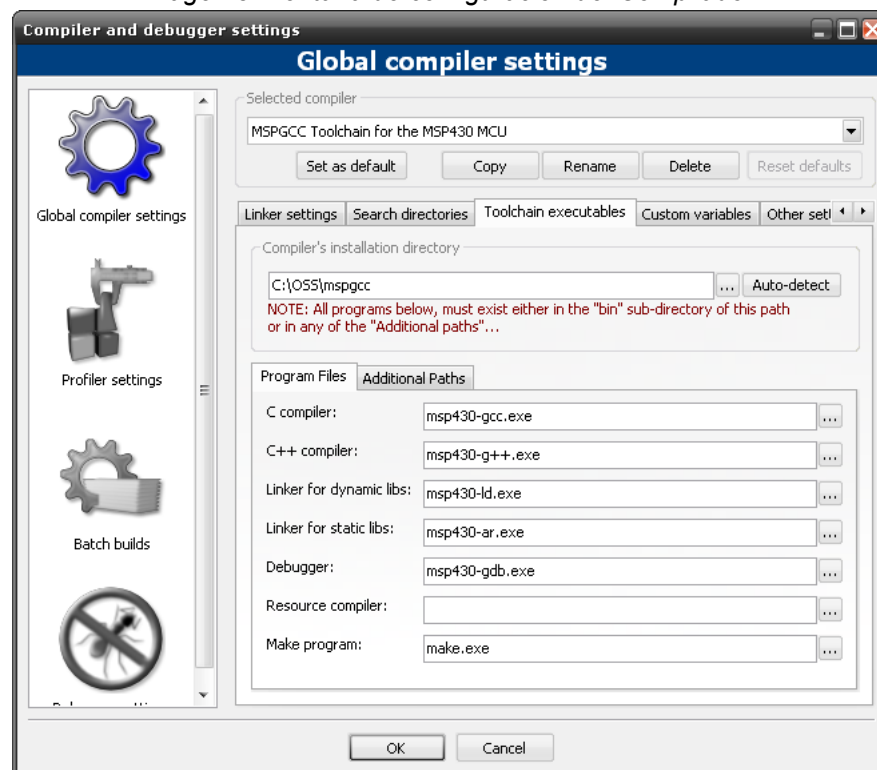 Compiler and debugger settings
Global compiler settings
Selected compiler
MSPGCC Toolchain for the MSP430 MCU
Set as default
Copy
Rename
Delete
Reset defaults
Global compiler settings
Profiler settings
Batch builds
Linker settings
Search directories
Toolchain executables
Custom variables
Other sett
Compiler's installation directory
C:\OSS\mspgcc
...
Auto-detect
NOTE: All programs below, must exist either in the "bin" sub-directory of this path
or in any of the "Additional paths"...
Program Files
Additional Paths
C compiler:
msp430-gcc.exe
...
C++ compiler:
msp430-g++.exe
...
Linker for dynamic libs:
msp430-ld.exe
...
Linker for static libs:
msp430-ar.exe
...
Debugger:
msp430-gdb.exe
...
Resource compiler:
...
Make program:
make.exe
...
OK
Cancel